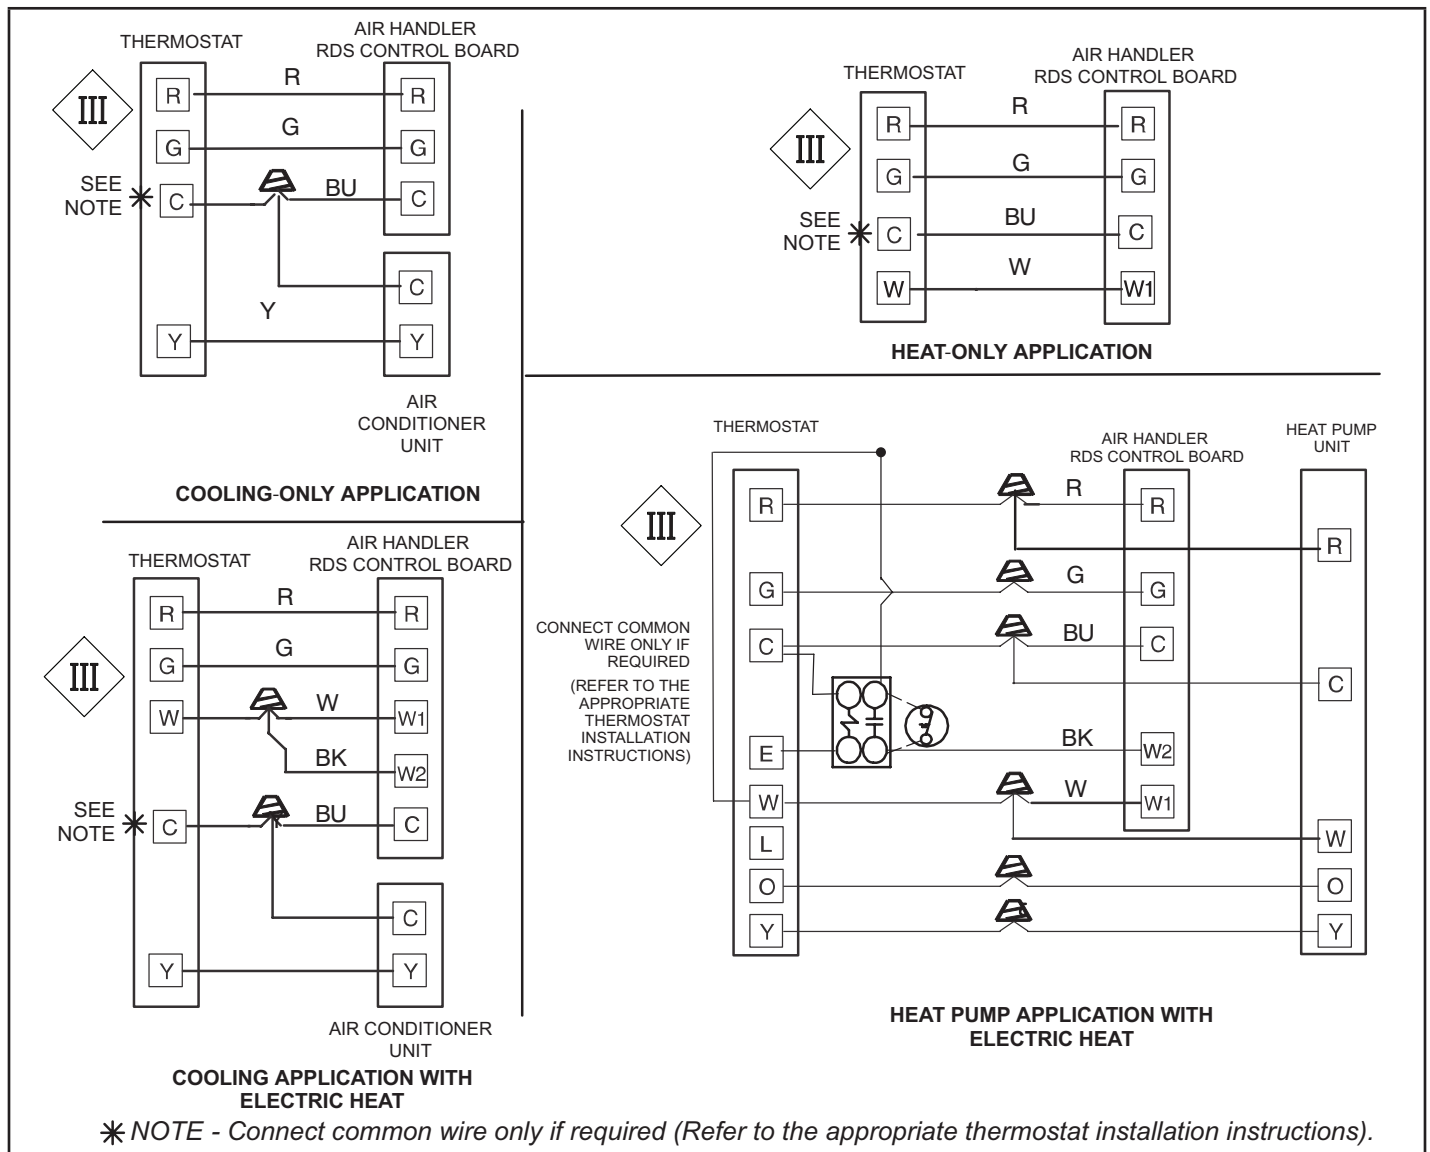 THERMOSTAT
AIR HANDLER
RDS CONTROL BOARD
III
R
R
R
G
G
G
SEE
NOTE
* C
BU
C
C
Y
Y
Y
AIR
CONDITIONER
UNIT
COOLING-ONLY APPLICATION
THERMOSTAT
AIR HANDLER
RDS CONTROL BOARD
III
R
R
R
G
G
G
SEE
NOTE
* C
BU
C
W
W
W1
HEAT-ONLY APPLICATION
THERMOSTAT
AIR HANDLER
RDS CONTROL BOARD
III
R
R
R
G
G
G
W
W
W1
BK
W2
SEE
NOTE
* C
BU
C
C
Y
Y
AIR CONDITIONER
UNIT
COOLING APPLICATION WITH
ELECTRIC HEAT
THERMOSTAT
AIR HANDLER
RDS CONTROL BOARD
HEAT PUMP
UNIT
III
R
R
R
R
G
G
G
CONNECT COMMON
WIRE ONLY IF
REQUIRED
(REFER TO THE
APPROPRIATE
THERMOSTAT
INSTALLATION
INSTRUCTIONS)
C
BU
C
C
E
BK
W2
W
W
W1
W
L
O
O
Y
Y
HEAT PUMP APPLICATION WITH
ELECTRIC HEAT
* NOTE - Connect common wire only if required (Refer to the appropriate thermostat installation instructions).